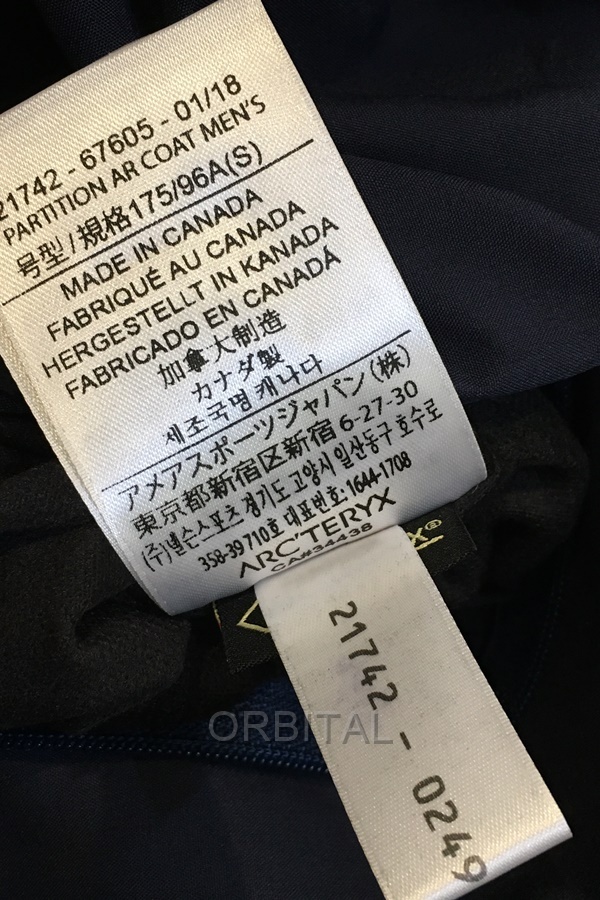 21742 - 67605 - 01/18
PARTITION AR COAT MEN'S
号型/規格175/96A(S)
MADE IN CANADA
FABRIQUÉ AU CANADA
HERGESTELLT IN KANADA
FABRICADO EN CANADÁ
加拿大制造
カナダ製
세조국명 캐나다
アメアスポーツジャパン(株)
東京都新宿区新宿 6-27-30
(주)넬슨스포츠 경기도 고양시 일산동구 호수로
358-39 710호 대표번호: 1644-1708
ARC'TERYX
CA#34438
X®
21742 - 0249
ORBITAL